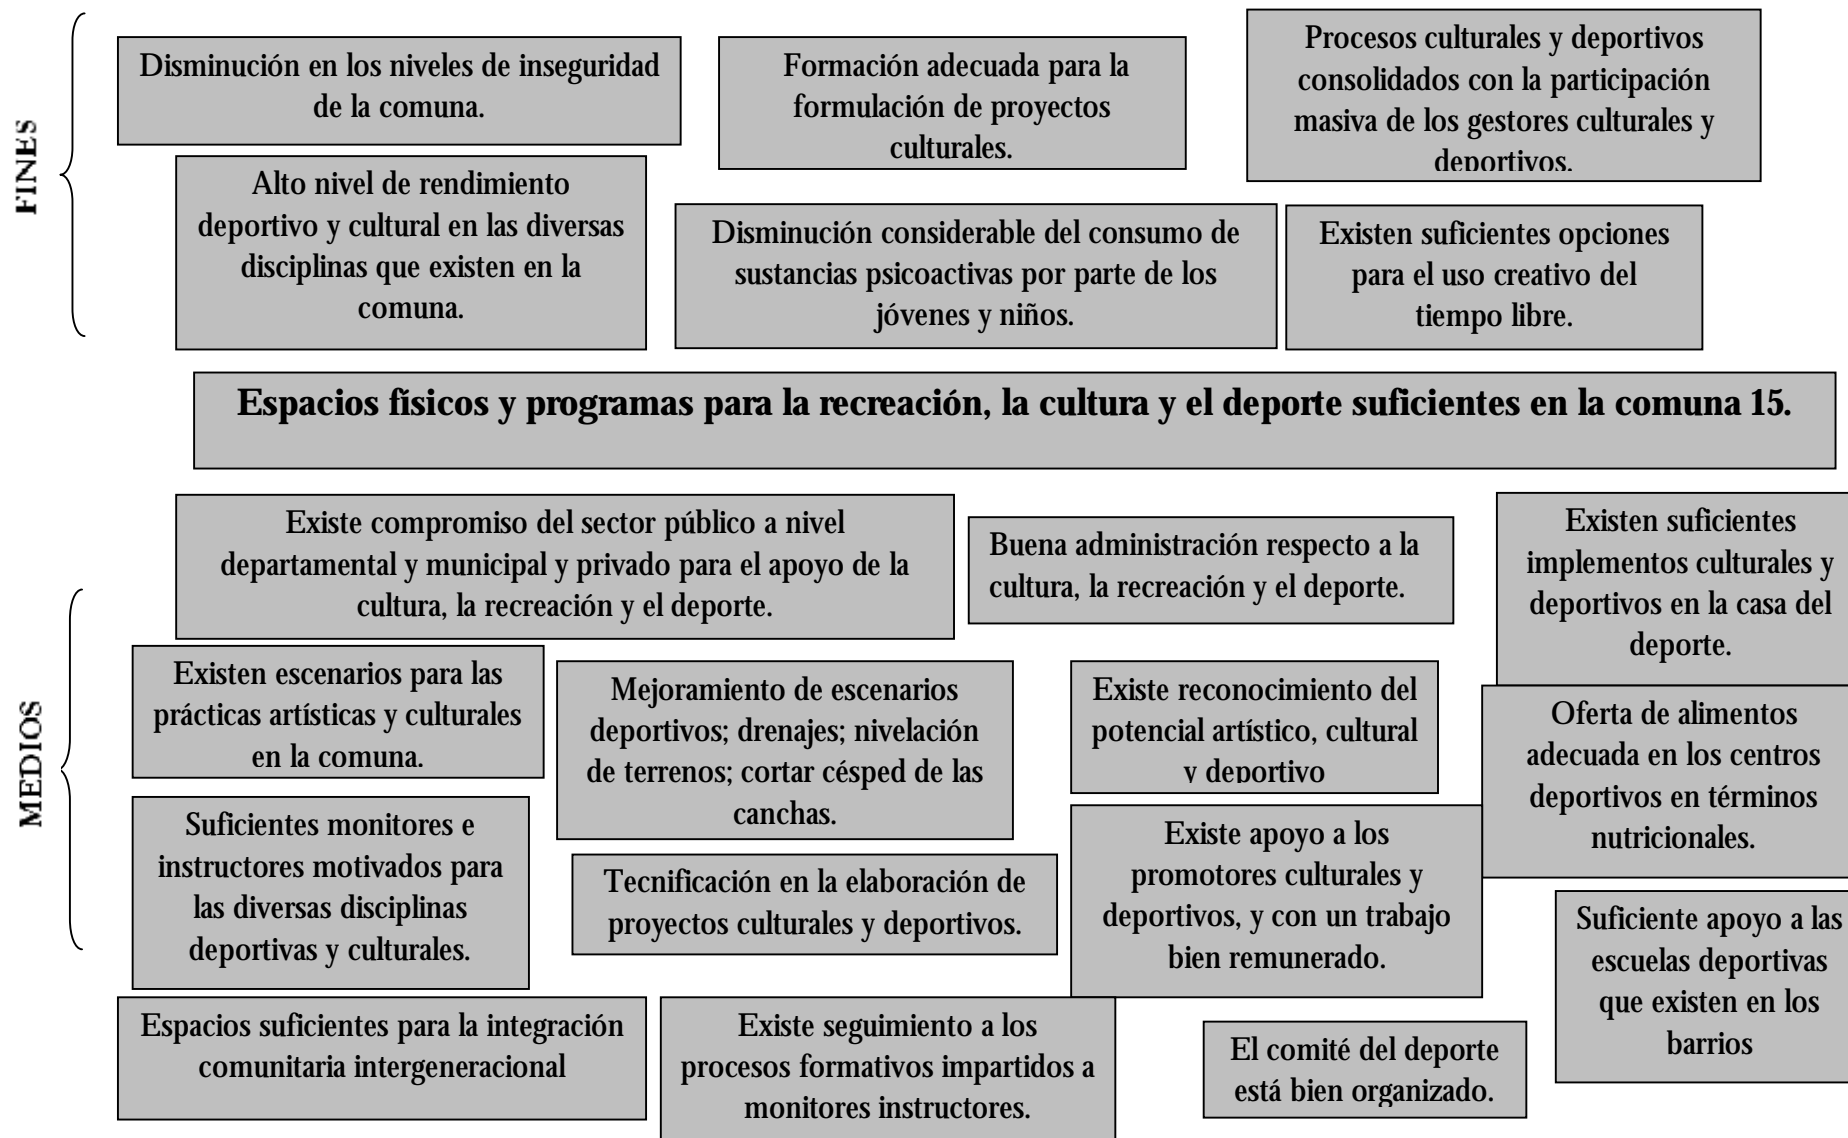 FINES
Disminución en los niveles de inseguridad
de la comuna.
Formación adecuada para la
formulación de proyectos
culturales.
Procesos culturales y deportivos
consolidados con la participación
masiva de los gestores culturales y
deportivos.
Alto nivel de rendimiento
deportivo y cultural en las diversas
disciplinas que existen en la
comuna.
Disminución considerable del consumo de
sustancias psicoactivas por parte de los
jóvenes y niños.
Existen suficientes opciones
para el uso creativo del
tiempo libre.
Espacios físicos y programas para la recreación, la cultura y el deporte suficientes en la comuna 15.
MEDIOS
Existe compromiso del sector público a nivel
departamental y municipal y privado para el apoyo de la
cultura, la recreación y el deporte.
Buena administración respecto a la
cultura, la recreación y el deporte.
Existen suficientes
implementos culturales y
deportivos en la casa del
deporte.
Existen escenarios para las
prácticas artísticas y culturales
en la comuna.
Mejoramiento de escenarios
deportivos; drenajes; nivelación
de terrenos; cortar césped de las
canchas.
Existe reconocimiento del
potencial artístico, cultural
y deportivo
Oferta de alimentos
adecuada en los centros
deportivos en términos
nutricionales.
Suficientes monitores e
instructores motivados para
las diversas disciplinas
deportivas y culturales.
Tecnificación en la elaboración de
proyectos culturales y deportivos.
Existe apoyo a los
promotores culturales y
deportivos, y con un trabajo
bien remunerado.
Suficiente apoyo a las
escuelas deportivas
que existen en los
barrios
Espacios suficientes para la integración
comunitaria intergeneracional
Existe seguimiento a los
procesos formativos impartidos a
monitores instructores.
El comité del deporte
está bien organizado.